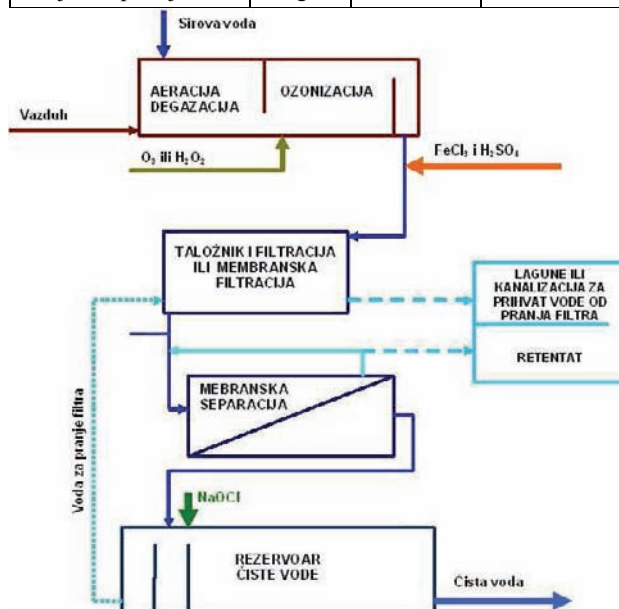 Sirova voda
AERACIJA
DEGAZACIJA
OZONIZACIJA
Vazduh
O₃ ili H₂O₂
FeCl₃ i H₂SO₄
TALOŽNIK I FILTRACIJA
ILI MEMBRANSKA
FILTRACIJA
LAGUNE ILI
KANALIZACIJA ZA
PRIHVAT VODE OD
PRANJA FILTRA
RETENTAT
MEBRANSKA
SEPARACIJA
Voda za pranje filtra
NaOCl
REZERVOAR
ČISTE VODE
Čista voda